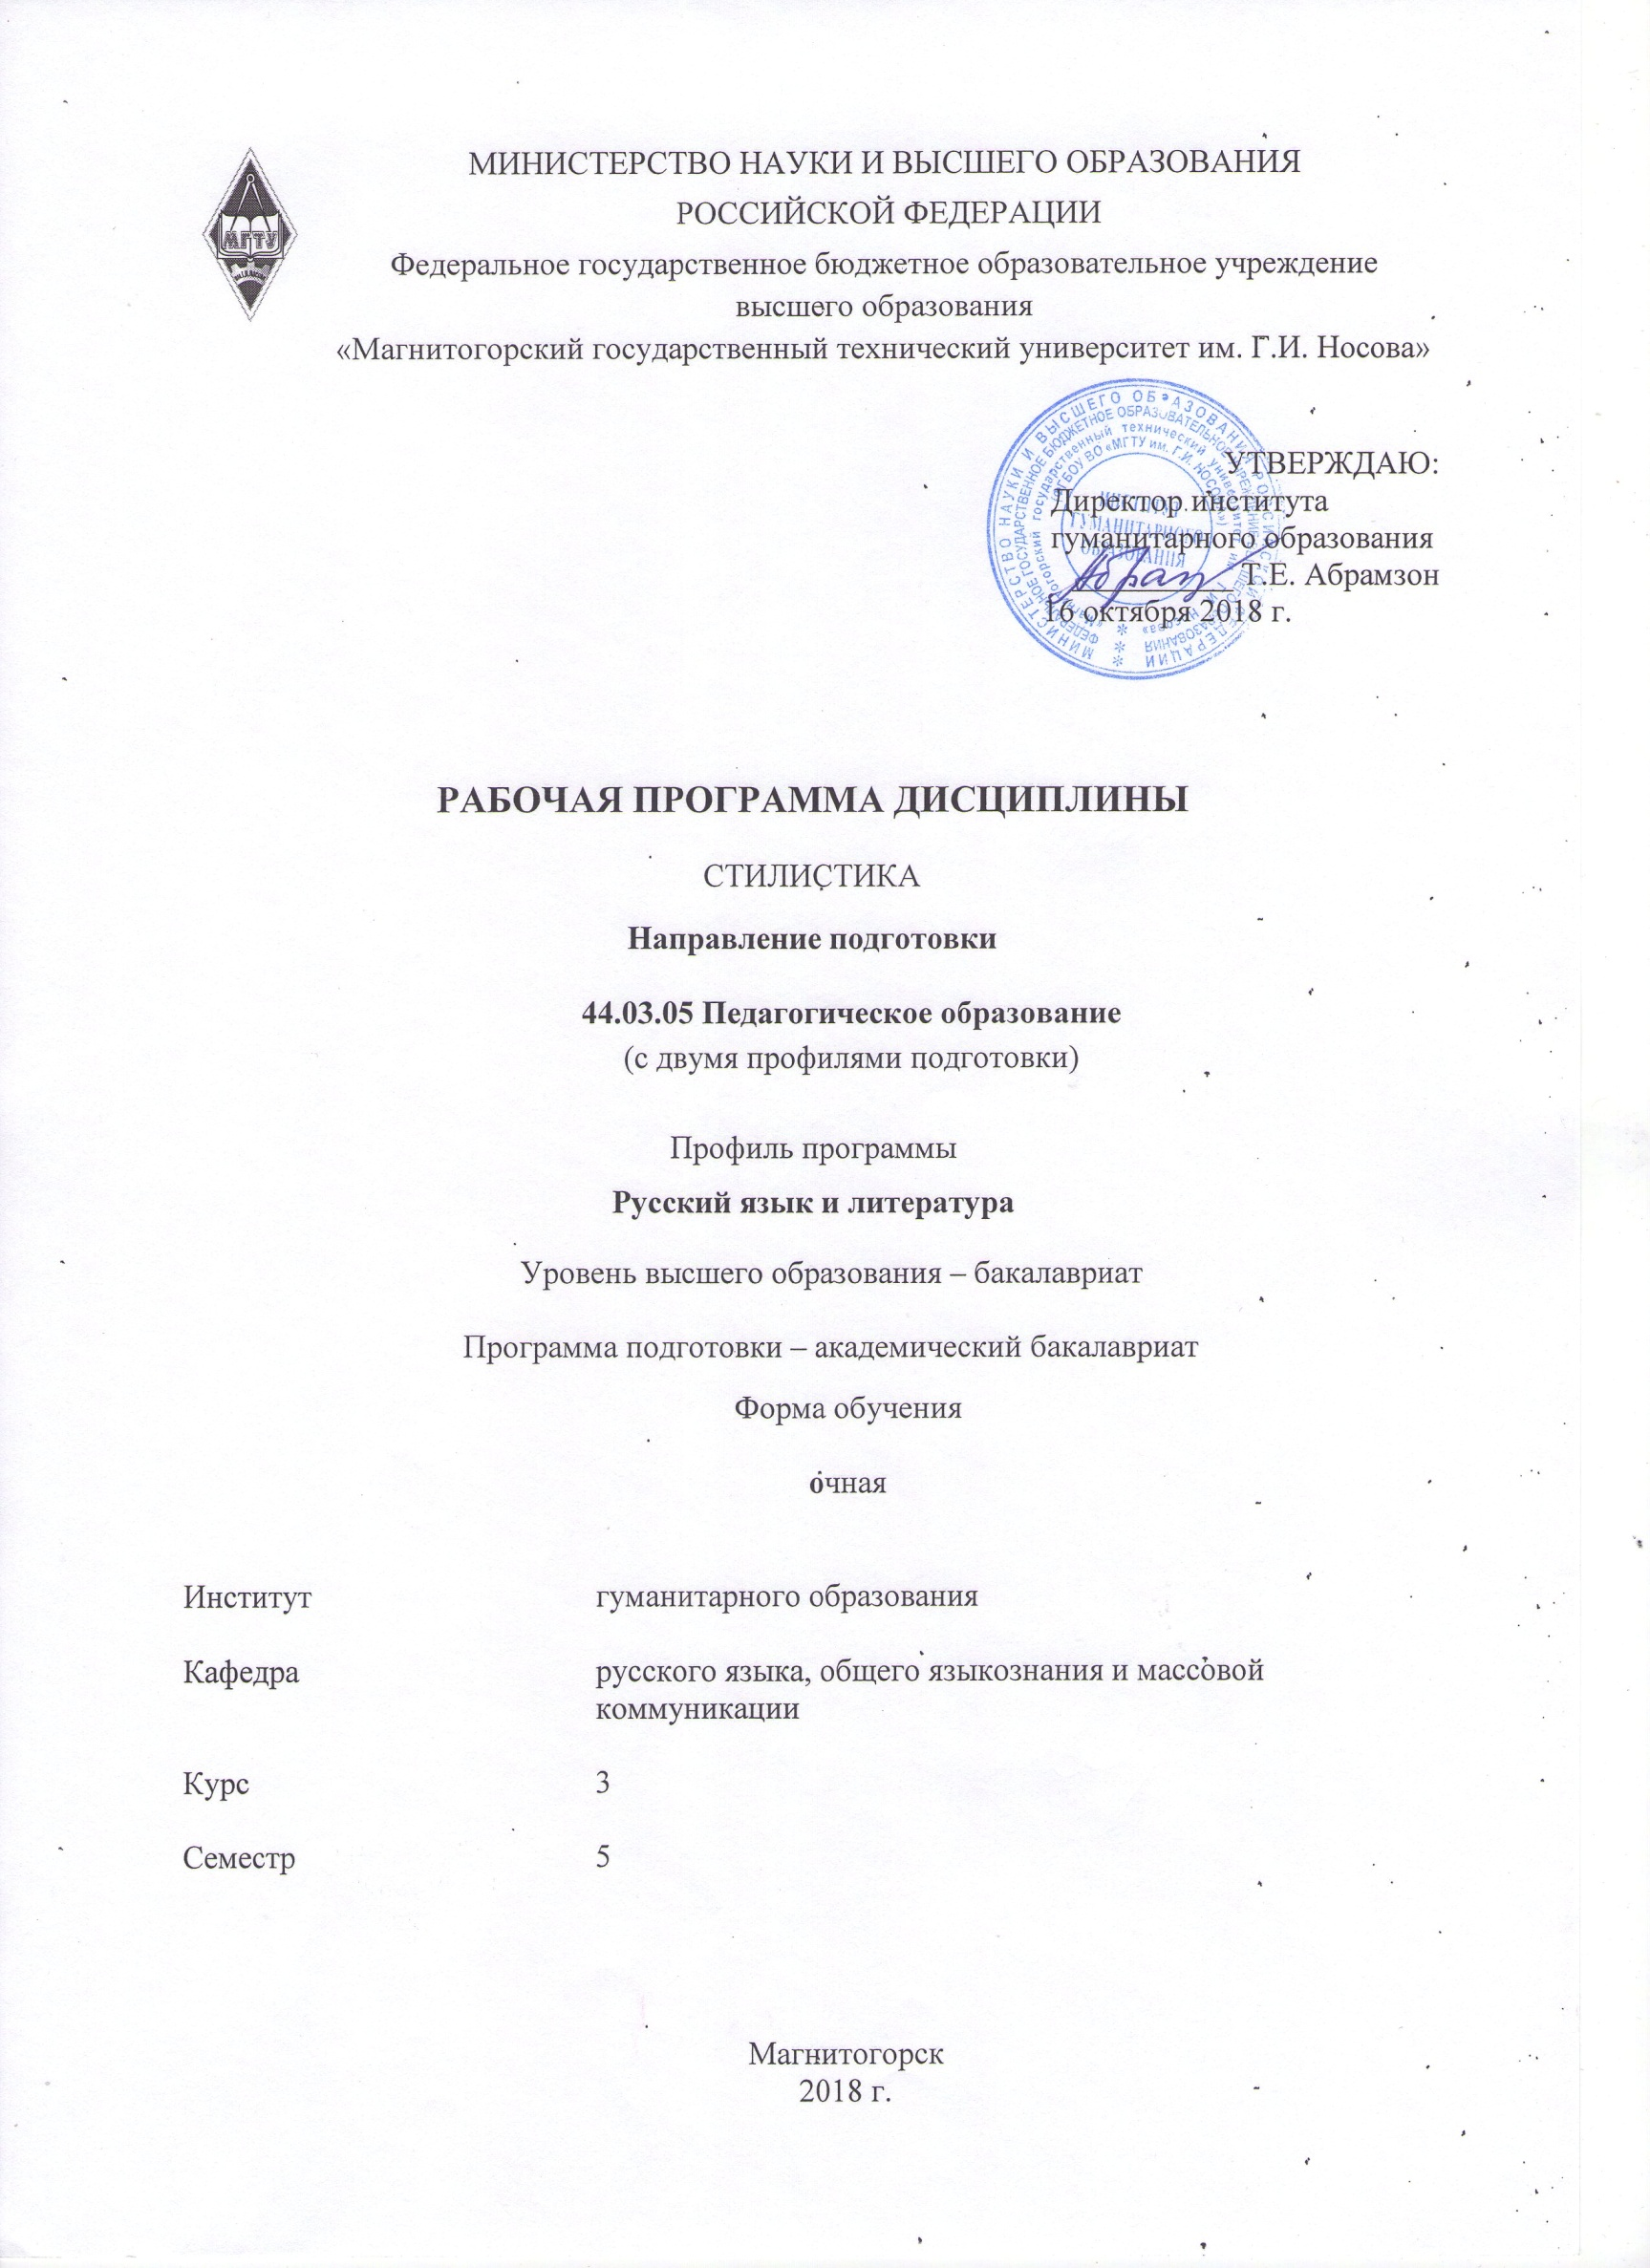 МГТУ
МИНИСТЕРСТВО НАУКИ И ВЫСШЕГО ОБРАЗОВАНИЯ
РОССИЙСКОЙ ФЕДЕРАЦИИ
Федеральное государственное бюджетное образовательное учреждение
высшего образования
«Магнитогорский государственный технический университет им. Г.И. Носова»
УТВЕРЖДАЮ:
Директор института
гуманитарного образования
Т.Е. Абрамзон
16 октября 2018 г.
РАБОЧАЯ ПРОГРАММА ДИСЦИПЛИНЫ
СТИЛИСТИКА
Направление подготовки
44.03.05 Педагогическое образование
(с двумя профилями подготовки)
Профиль программы
Русский язык и литература
Уровень высшего образования – бакалавриат
Программа подготовки – академический бакалавриат
Форма обучения
очная
Институт гуманитарного образования
Кафедра русского языка, общего языкознания и массовой
коммуникации
Курс 3
Семестр 5
Магнитогорск
2018 г.